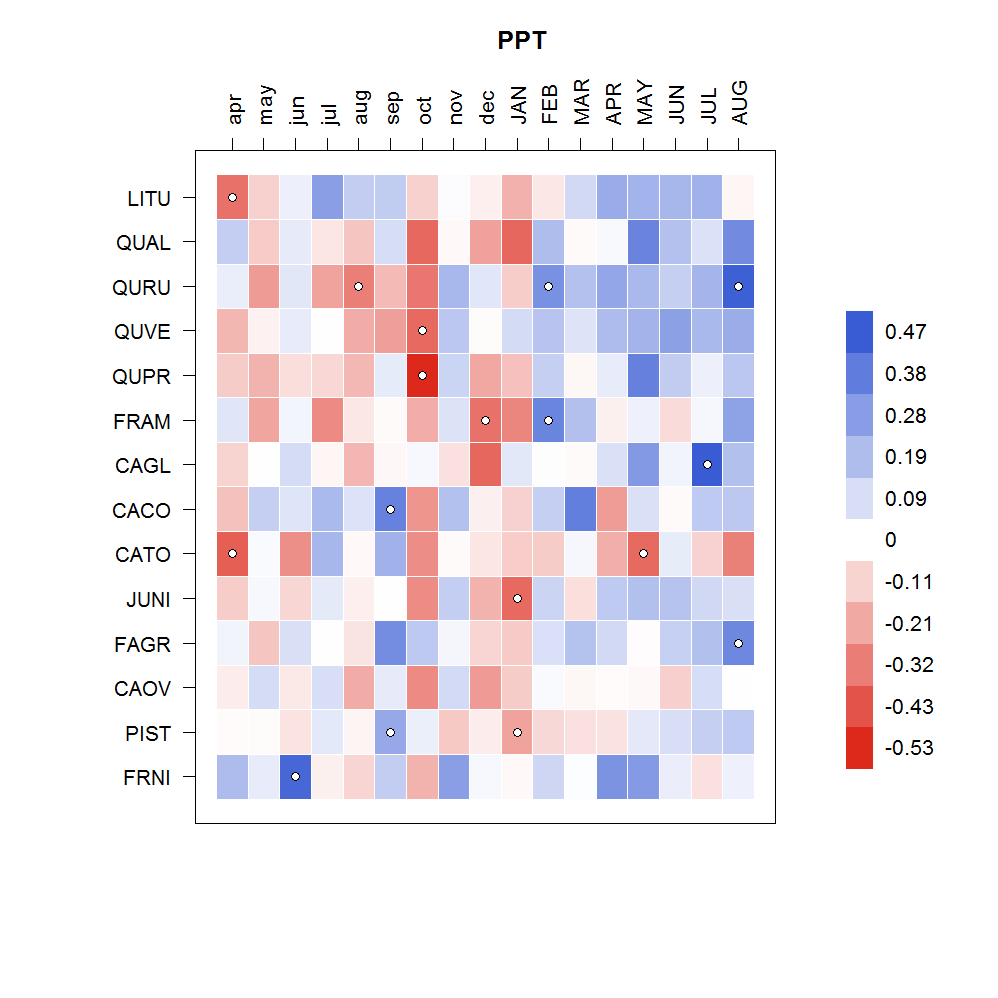 PPT
apr may jun jul aug sep oct nov dec JAN FEB MAR APR MAY JUN JUL AUG
LITU
QUAL
QURU
QUVE
QUPR
FRAM
CAGL
CACO
CATO
JUNI
FAGR
CAOV
PIST
FRNI
0.47
0.38
0.28
0.19
0.09
0
-0.11
-0.21
-0.32
-0.43
-0.53